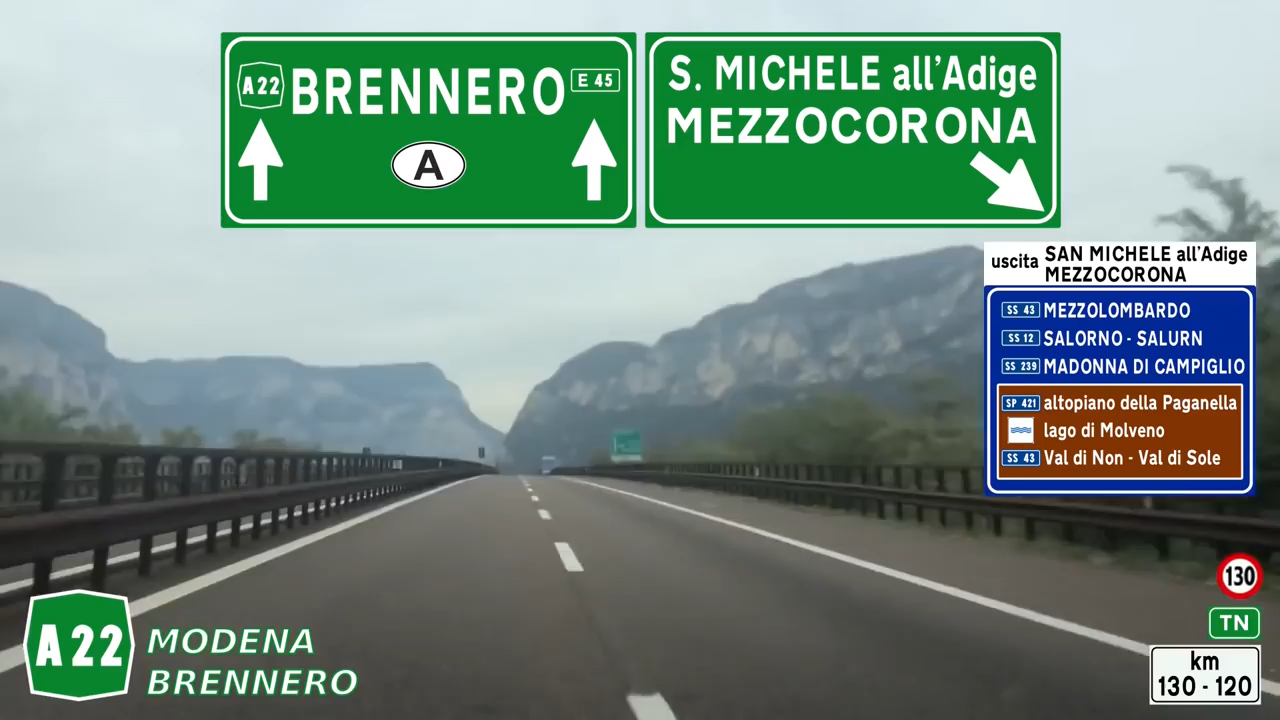 A22 BRENNERO E 45
A
S. MICHELE all'Adige
MEZZOCORONA
uscita SAN MICHELE all'Adige
MEZZOCORONA
SS 43 MEZZOLOMBARDO
SS 12 SALORNO - SALURN
SS 239 MADONNA DI CAMPIGLIO
SP 421 altopiano della Paganella
lago di Molveno
SS 43 Val di Non - Val di Sole
130
TN
km
130 - 120
A22
MODENA
BRENNERO